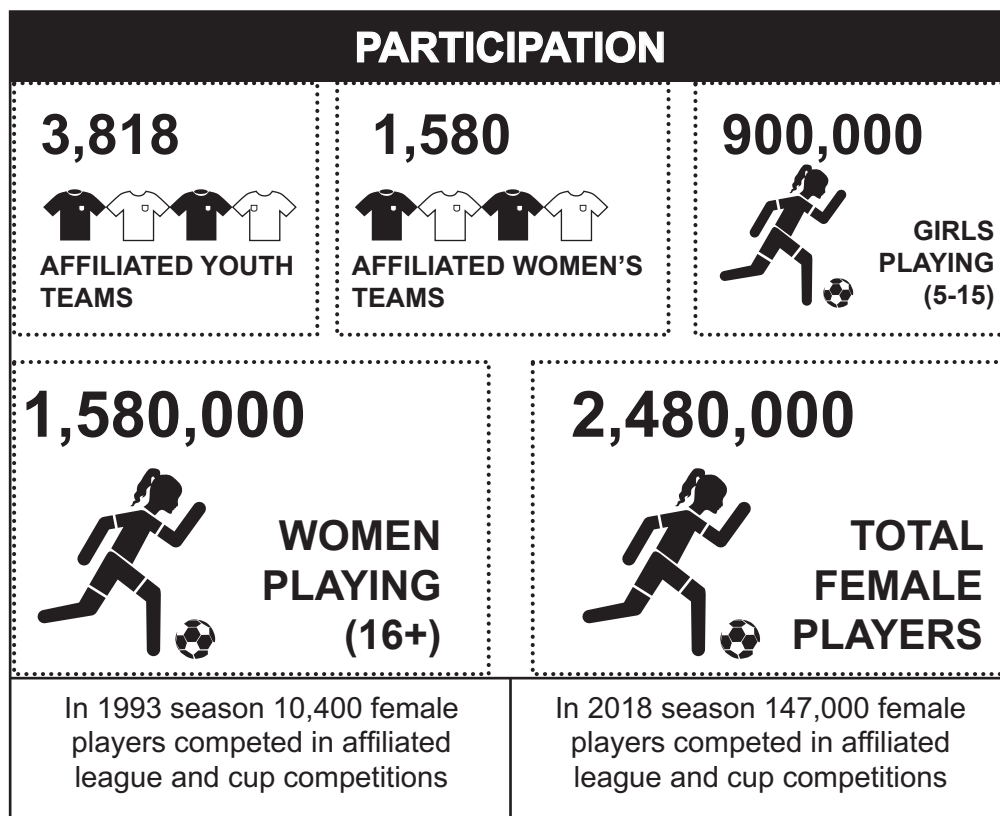 PARTICIPATION
3,818
AFFILIATED YOUTH
TEAMS
1,580
AFFILIATED WOMEN'S
TEAMS
900,000
GIRLS
PLAYING
(5-15)
1,580,000
WOMEN
PLAYING
(16+)
2,480,000
TOTAL
FEMALE
PLAYERS
In 1993 season 10,400 female
players competed in affiliated
league and cup competitions
In 2018 season 147,000 female
players competed in affiliated
league and cup competitions